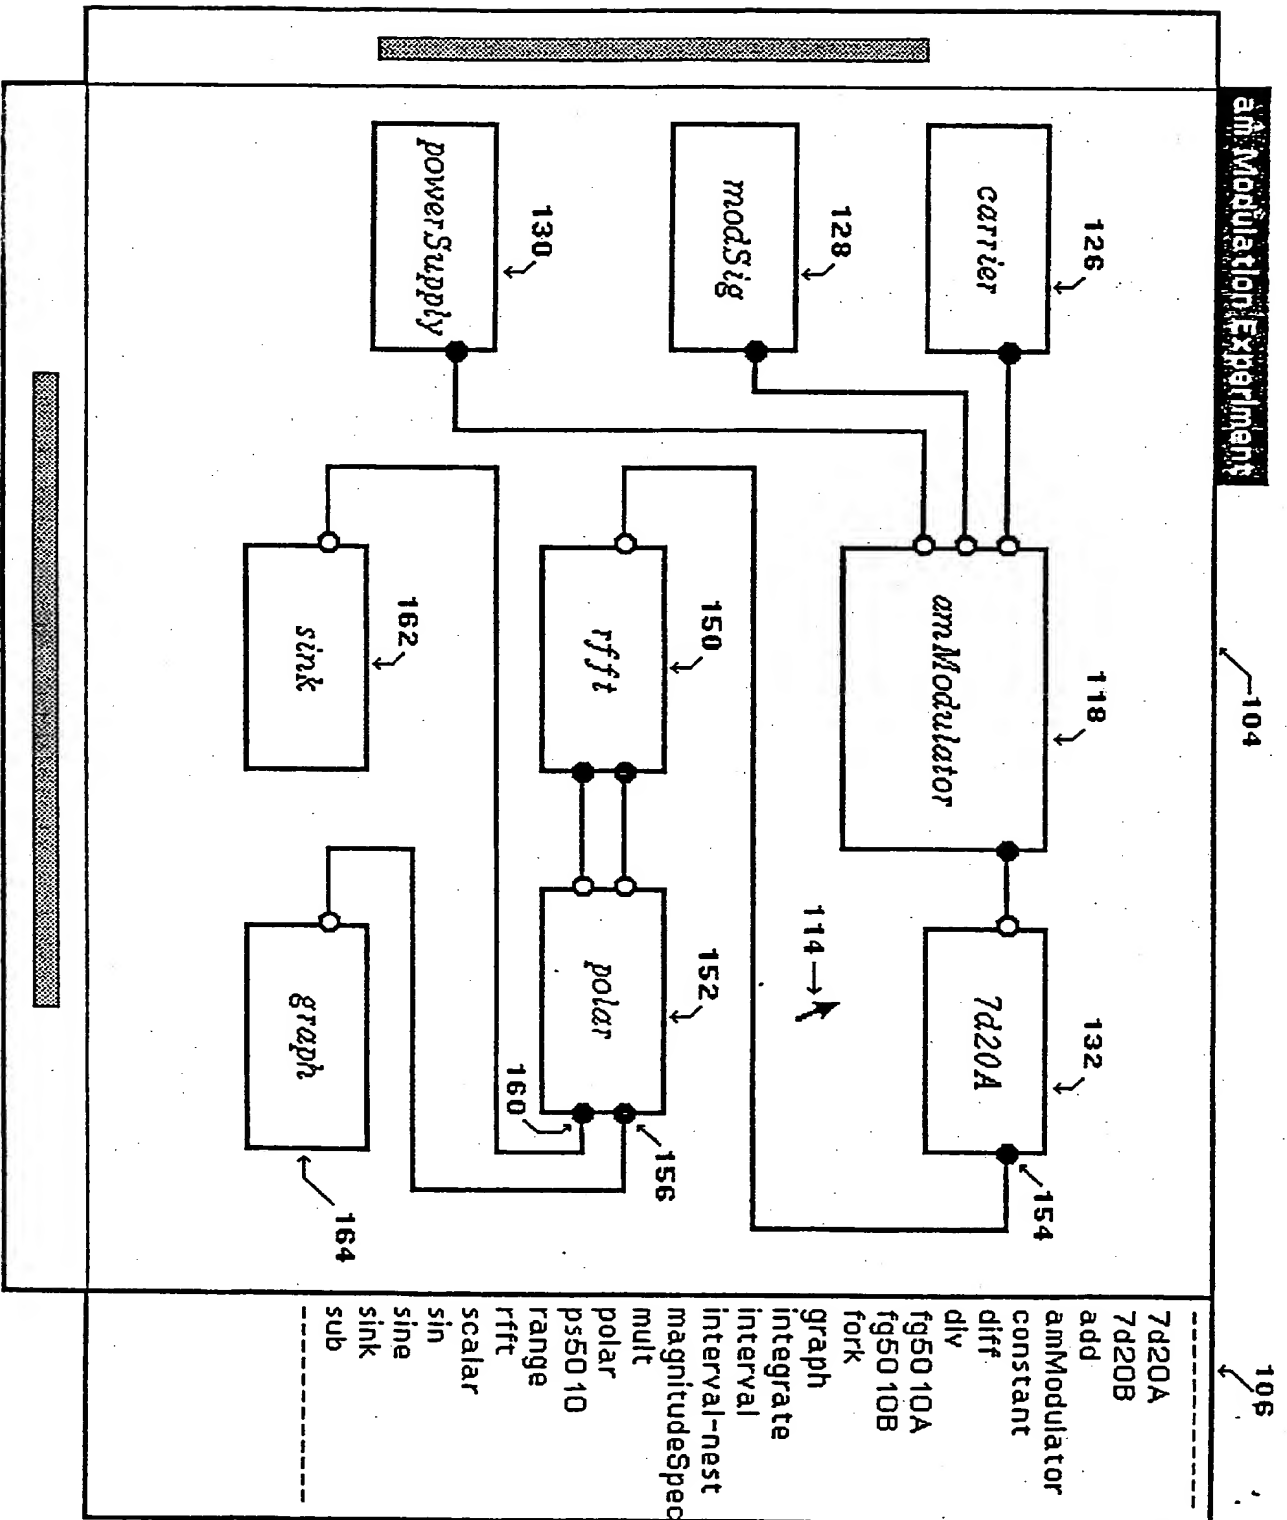 amModulation Experiment
104
106
126
118
132
154
carrier
amModulator
7d20A
128
114
modSig
150
152
156
rfft
polar
160
130
powerSupply
162
sink
graph
164
7d20A
7d20B
add
amModulator
constant
diff
div
fg5010A
fg5010B
fork
graph
integrate
interval
interval-nest
magnitudeSpec
mult
polar
ps5010
range
rfft
scalar
sin
sine
sink
sub